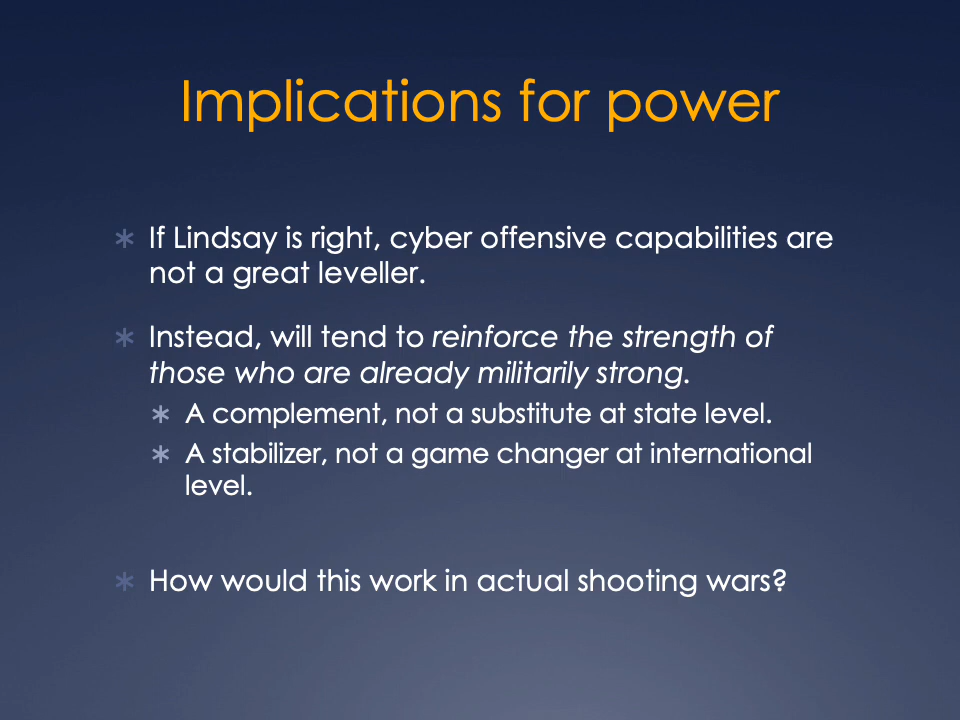 Implications for power
∗ If Lindsay is right, cyber offensive capabilities are
not a great leveller.
∗ Instead, will tend to reinforce the strength of
those who are already militarily strong.
∗ A complement, not a substitute at state level.
∗ A stabilizer, not a game changer at international
level.
∗ How would this work in actual shooting wars?